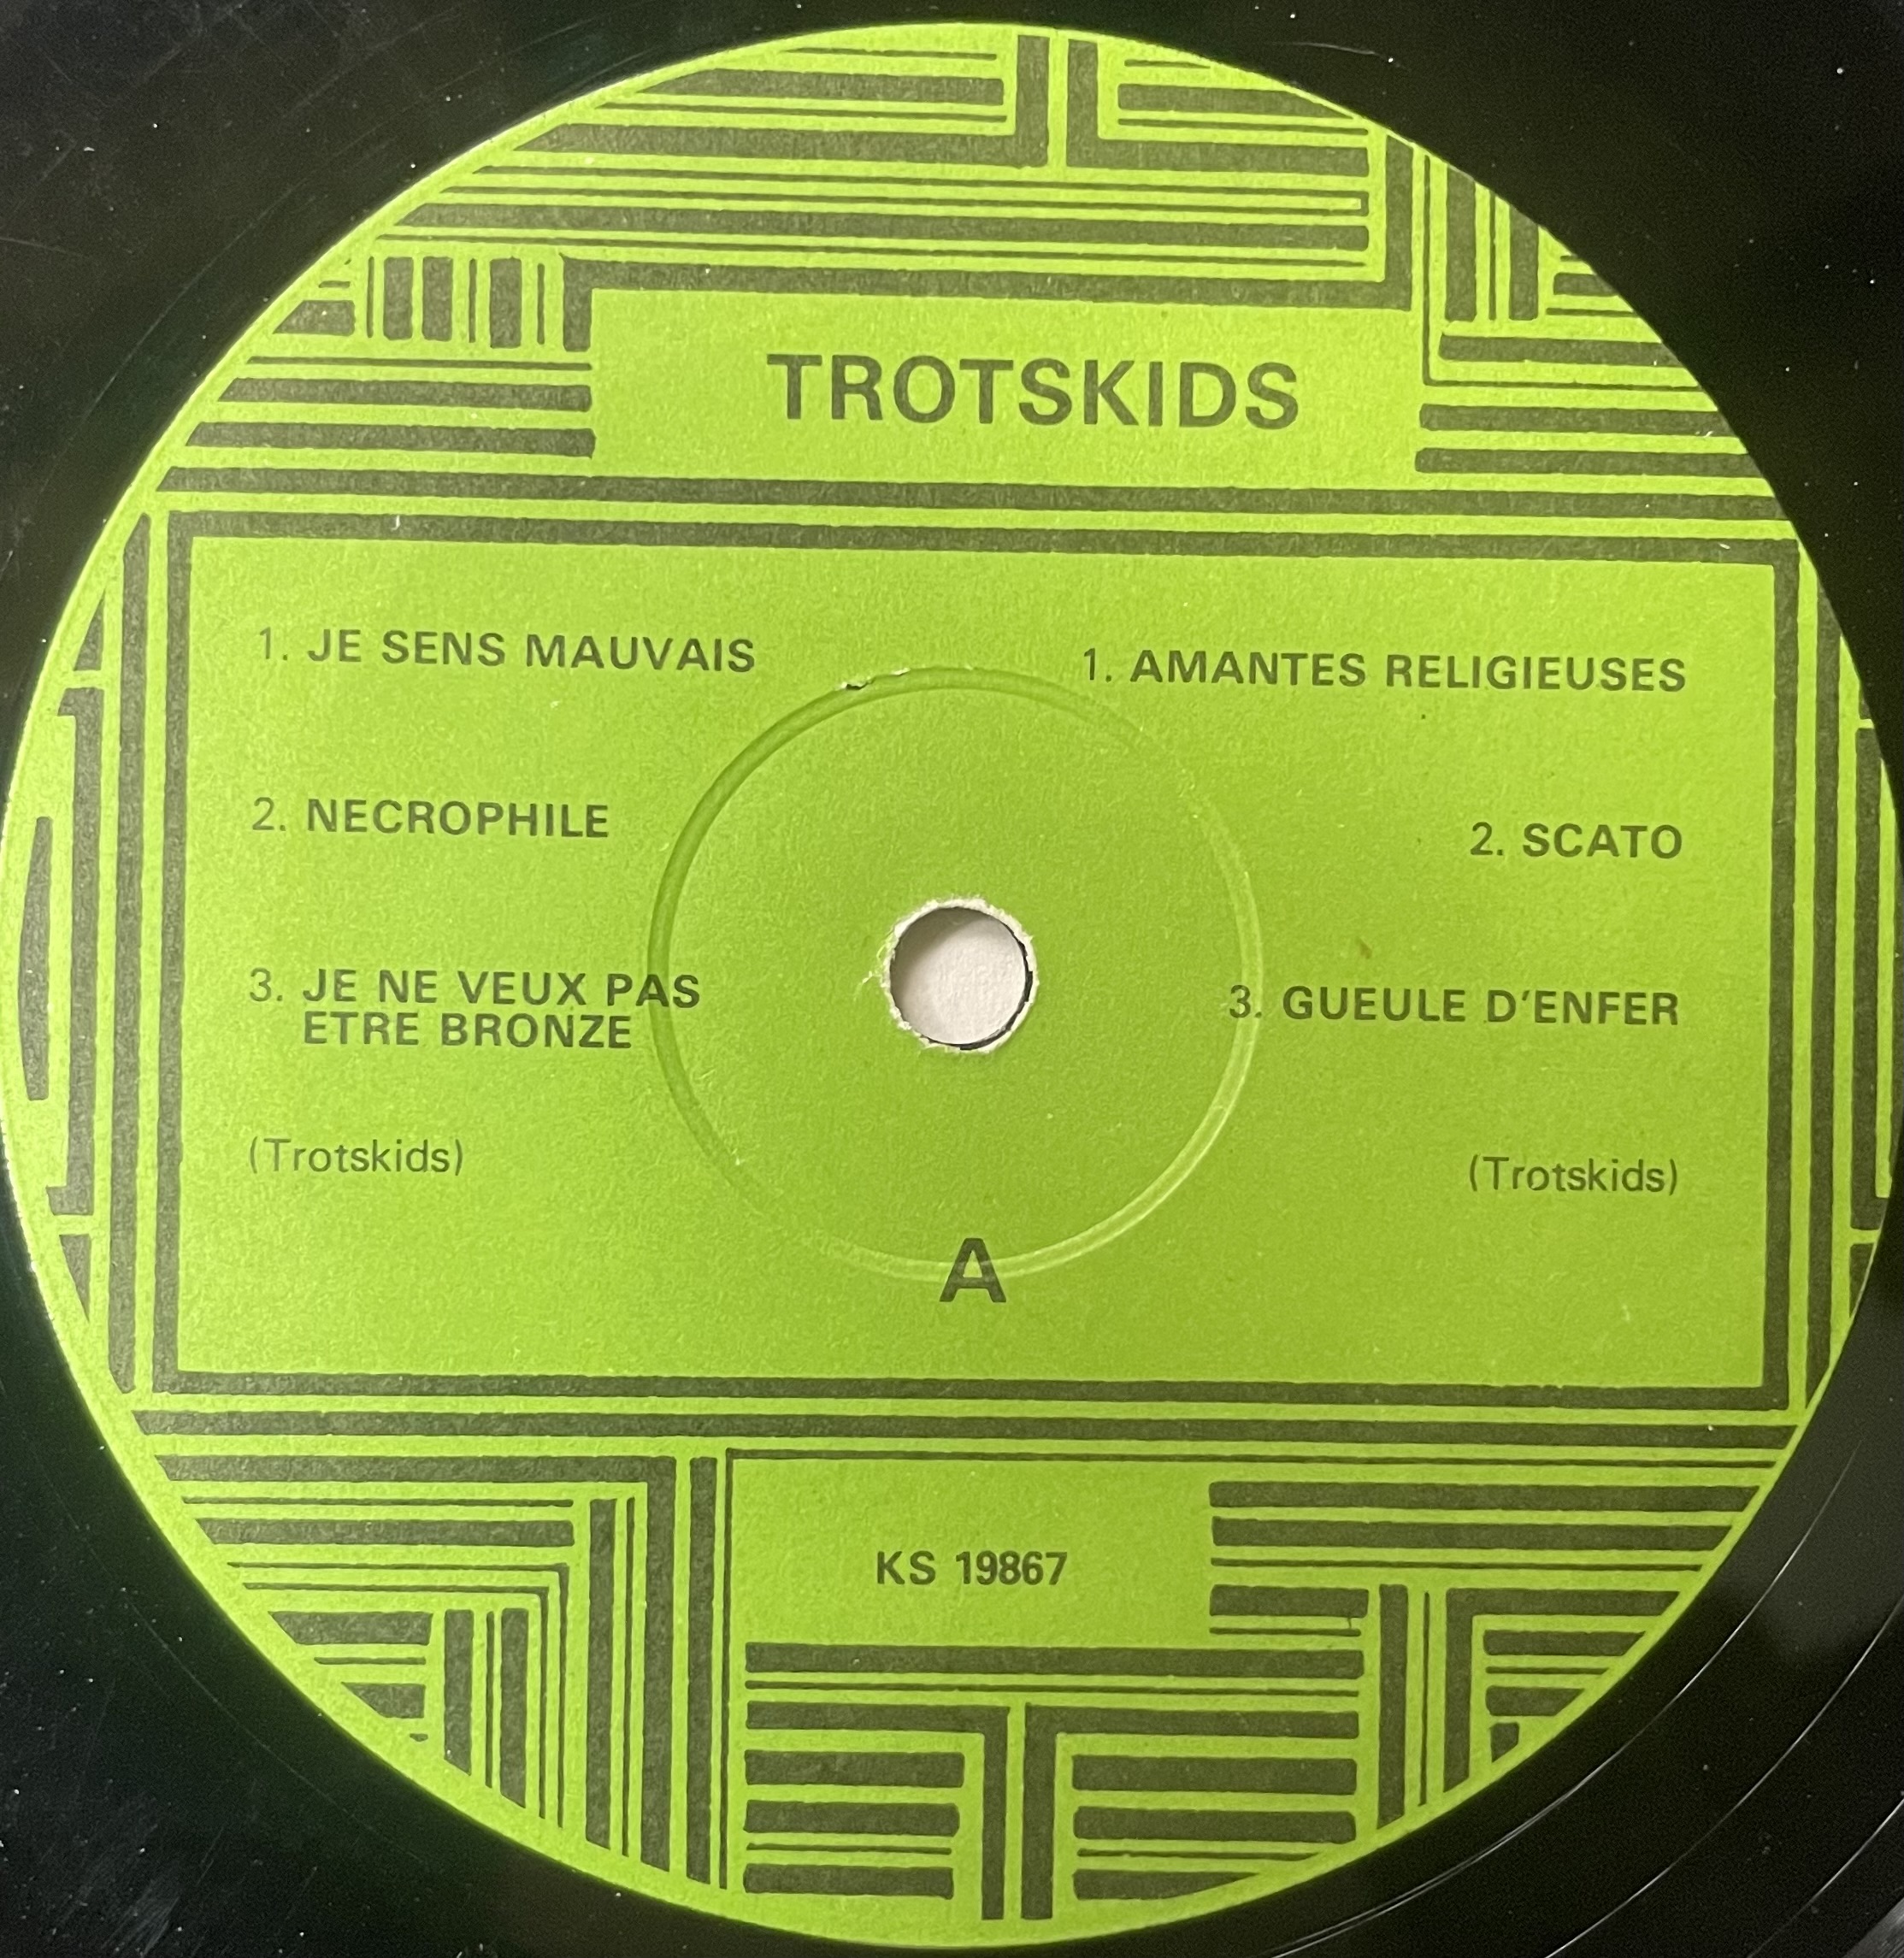 TROTSKIDS
1. JE SENS MAUVAIS
2. NECROPHILE
3. JE NE VEUX PAS
ETRE BRONZE
(Trotskids)
1. AMANTES RELIGIEUSES
2. SCATO
3. GUEULE D'ENFER
(Trotskids)
A
KS 19867